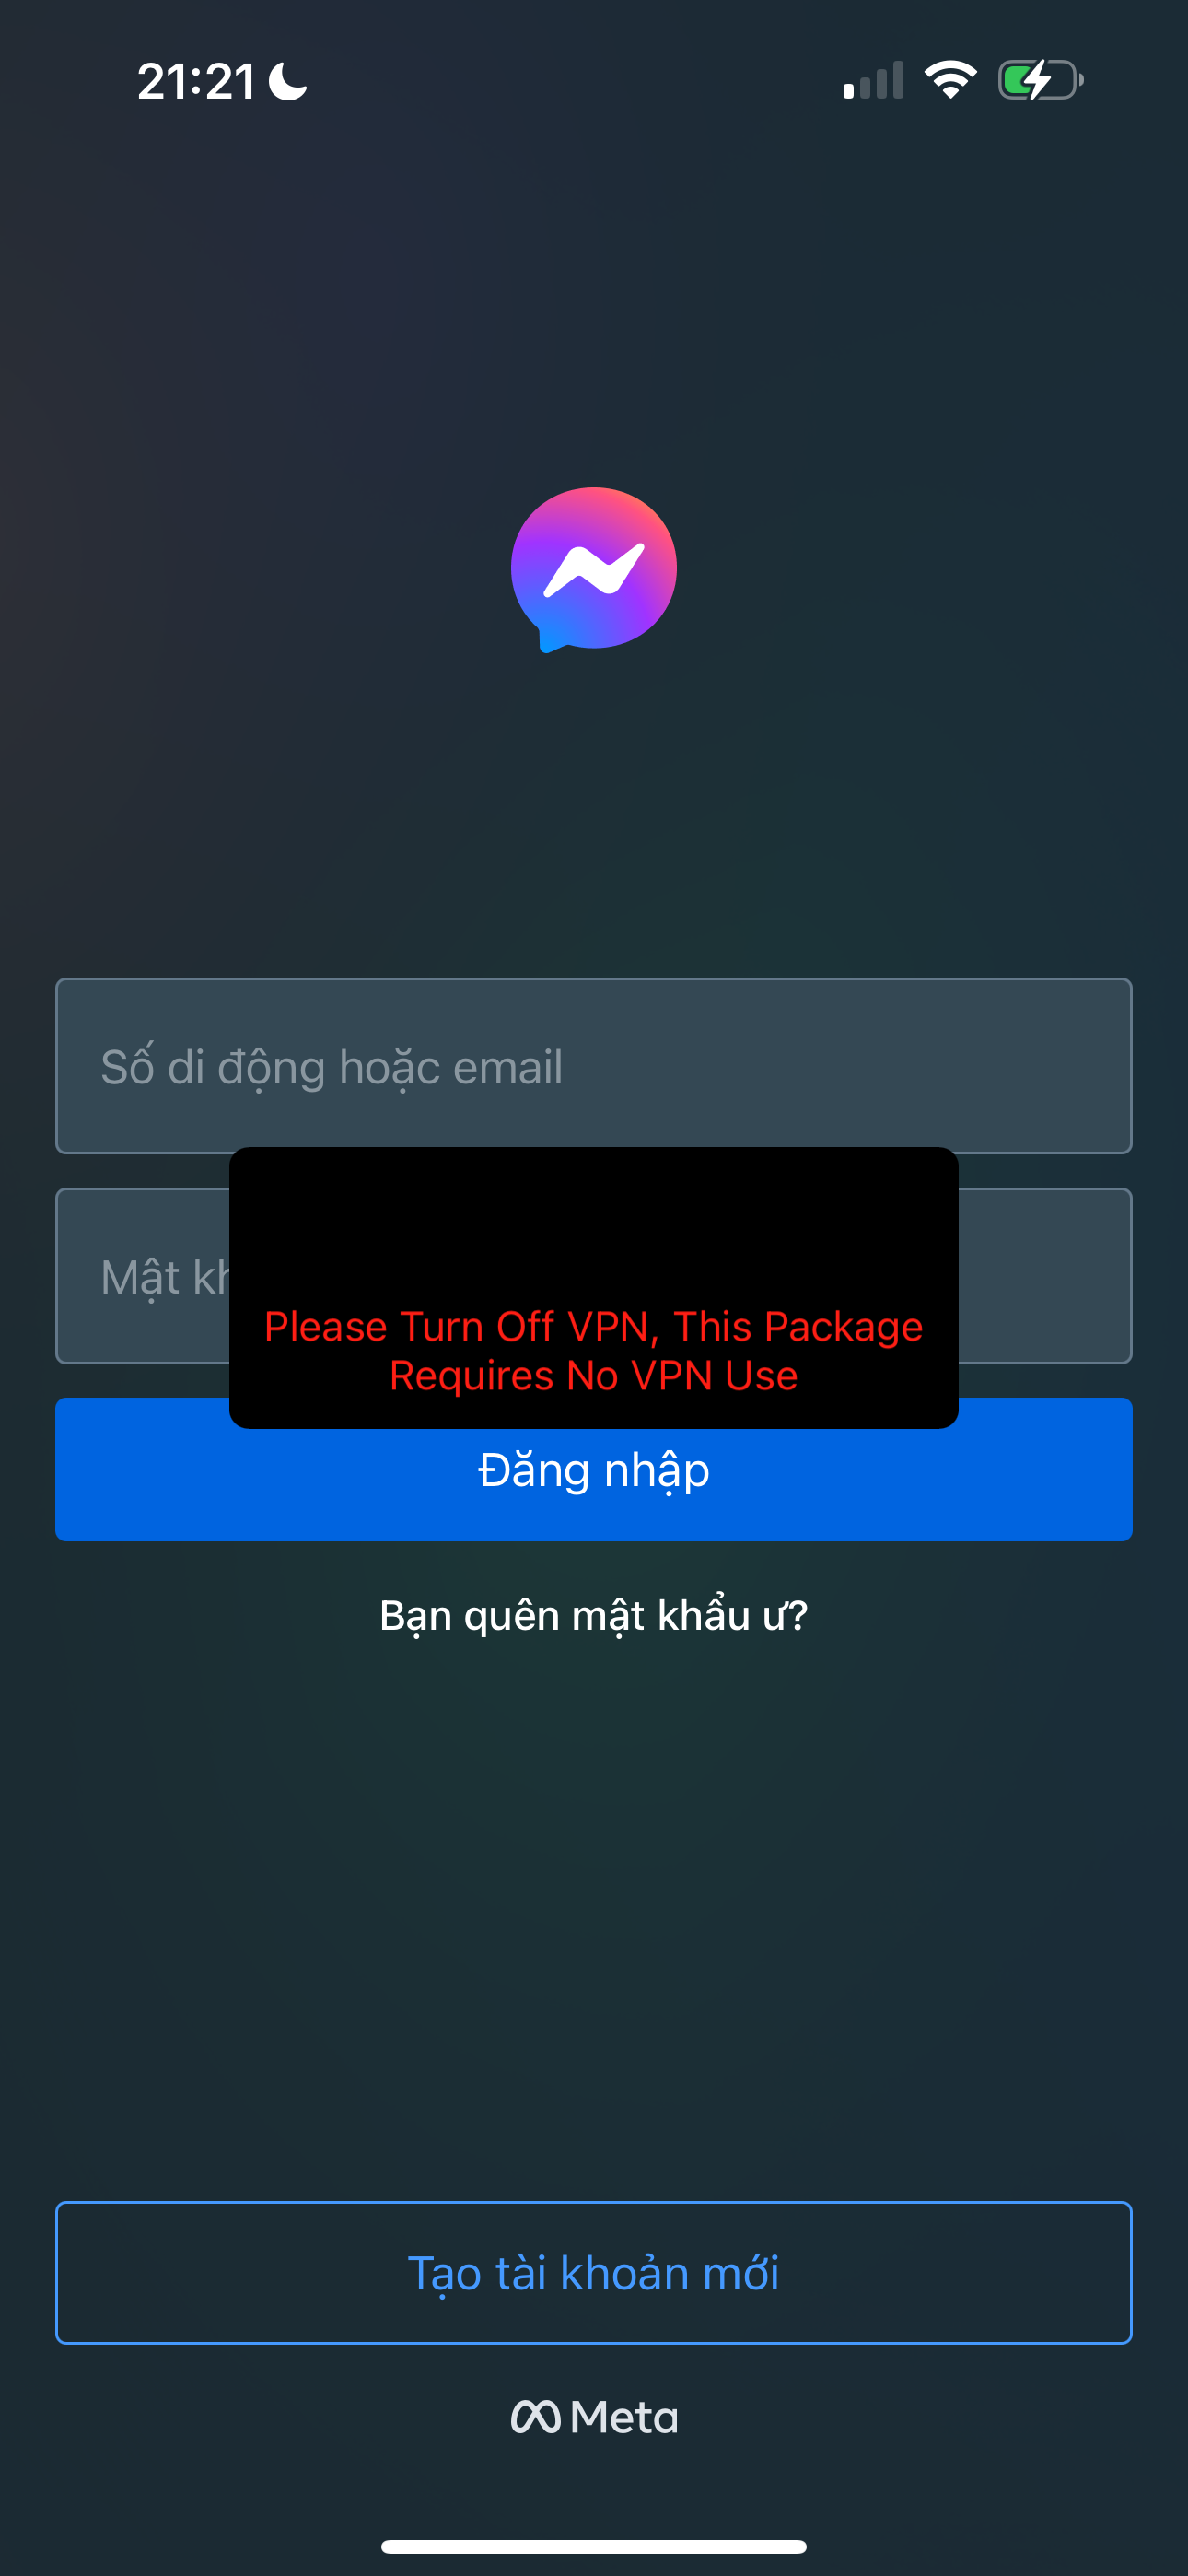 21:21
Số di động hoặc email
Mật
Please Turn Off VPN, This Package
Requires No VPN Use
Đăng nhập
Bạn quên mật khẩu ư?
Tạo tài khoản mới
Meta